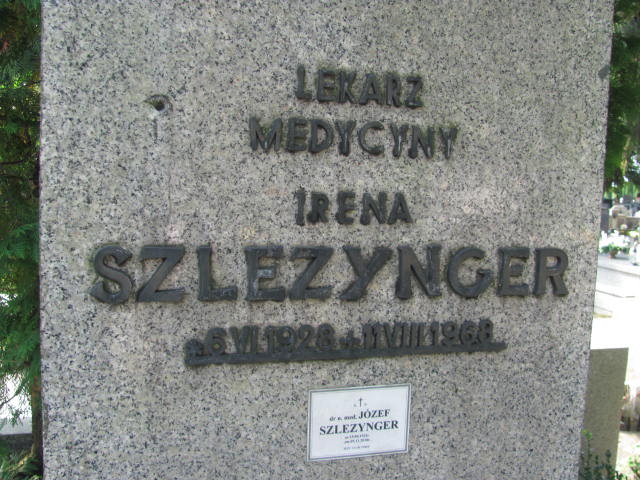 LEKARZ
MEDYCYNY
IRENA
SZLEZYNGER
6.VI.1928. 11.VIII.1968
dr n. med. JÓZEF
SZLEZYNGER